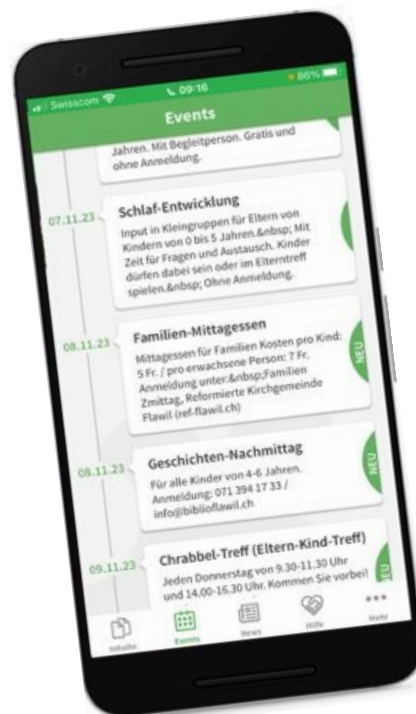 Swisscom
09:16
86%
Events
Jahren. Mit Begleitperson. Gratis und
ohne Anmeldung.
07.11.23
Schlaf-Entwicklung
Input in Kleingruppen für Eltern von
Kindern von 0 bis 5 Jahren.&nbsp; Mit
Zeit für Fragen und Austausch. Kinder
dürfen dabei sein oder im Elterntreff
spielen.&nbsp; Ohne Anmeldung.
08.11.23
Familien-Mittagessen
Mittagessen für Familien Kosten pro Kind:
5 Fr. / pro erwachsene Person: 7 Fr.
Anmeldung unter:&nbsp;Familien
Zmittag, Reformierte Kirchgemeinde
Flawil (ref-flawil.ch)
NEU
08.11.23
Geschichten-Nachmittag
Für alle Kinder von 4-6 Jahren.
Anmeldung: 071 394 17 33 /
info@biblioflawil.ch
NEU
09.11.23
Chrabbel-Treff (Eltern-Kind-Treff)
Jeden Donnerstag von 9.30-11.30 Uhr
und 14.00-16.30 Uhr. Kommen Sie vorbei!
NEU
Inhalte
Events
News
Hilfe
Mehr